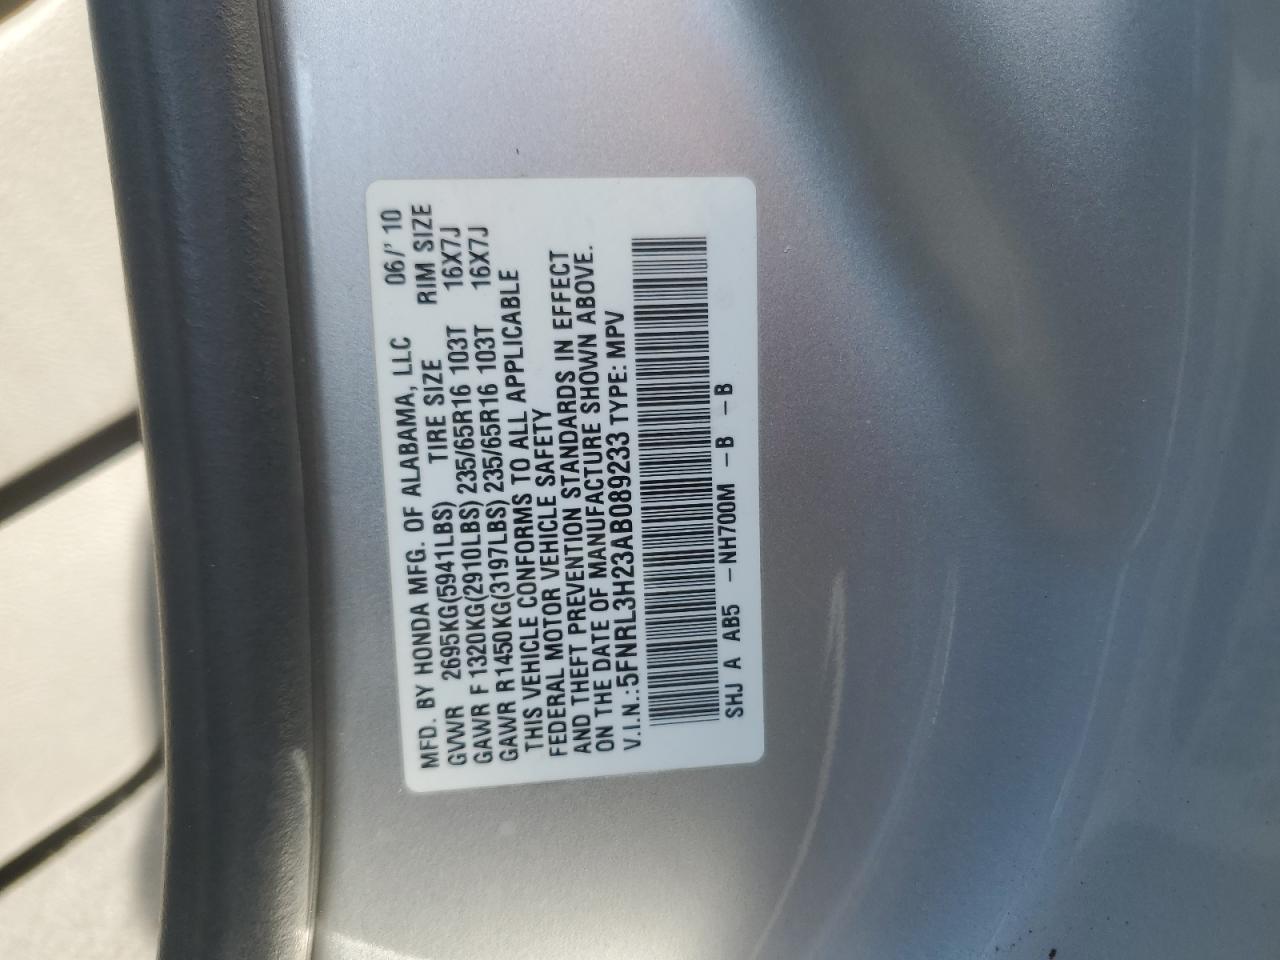 MFD. BY HONDA MFG. OF ALABAMA, LLC 06/'10
GVWR 2695KG(5941LBS) TIRE SIZE RIM SIZE
GAWR F 1320KG(2910LBS) 235/65R16 103T 16X7J
GAWR R1450KG(3197LBS) 235/65R16 103T 16X7J
THIS VEHICLE CONFORMS TO ALL APPLICABLE
FEDERAL MOTOR VEHICLE SAFETY
AND THEFT PREVENTION STANDARDS IN EFFECT
ON THE DATE OF MANUFACTURE SHOWN ABOVE.
V.I.N.:5FNRL3H23AB089233 TYPE: MPV
SHJ A AB5 -NH700M -B -B